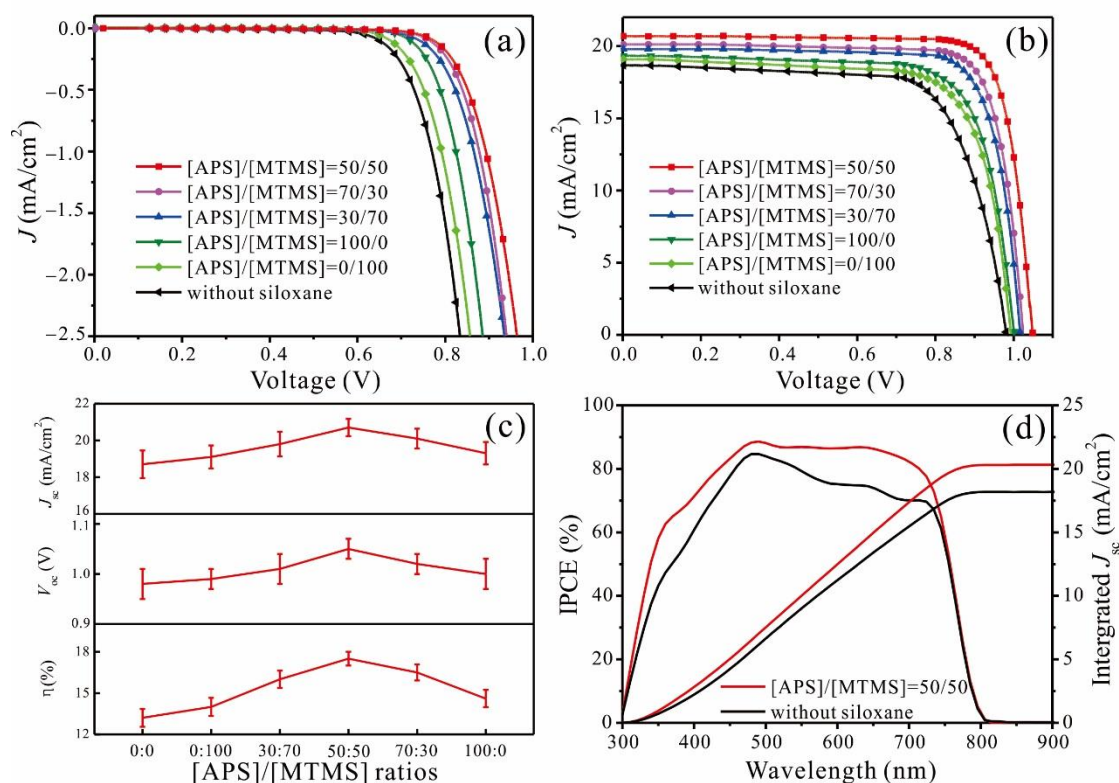 (a)
0.0
−0.5
−1.0
−1.5
−2.0
−2.5
J (mA/cm²)
[APS]/[MTMS]=50/50
[APS]/[MTMS]=70/30
[APS]/[MTMS]=30/70
[APS]/[MTMS]=100/0
[APS]/[MTMS]=0/100
without siloxane
0.0 0.2 0.4 0.6 0.8 1.0
Voltage (V)
(b)
20
15
10
5
0
J (mA/cm²)
[APS]/[MTMS]=50/50
[APS]/[MTMS]=70/30
[APS]/[MTMS]=30/70
[APS]/[MTMS]=100/0
[APS]/[MTMS]=0/100
without siloxane
0.0 0.2 0.4 0.6 0.8 1.0
Voltage (V)
(c)
22
20
18
16
Jsc (mA/cm²)
1.1
1.0
0.9
Voc (V)
18
15
12
η(%)
0:0 0:100 30:70 50:50 70:30 100:0
[APS]/[MTMS] ratios
(d)
100
80
60
40
20
0
IPCE (%)
25
20
15
10
5
0
Intergrated Jsc (mA/cm²)
[APS]/[MTMS]=50/50
without siloxane
300 400 500 600 700 800 900
Wavelength (nm)